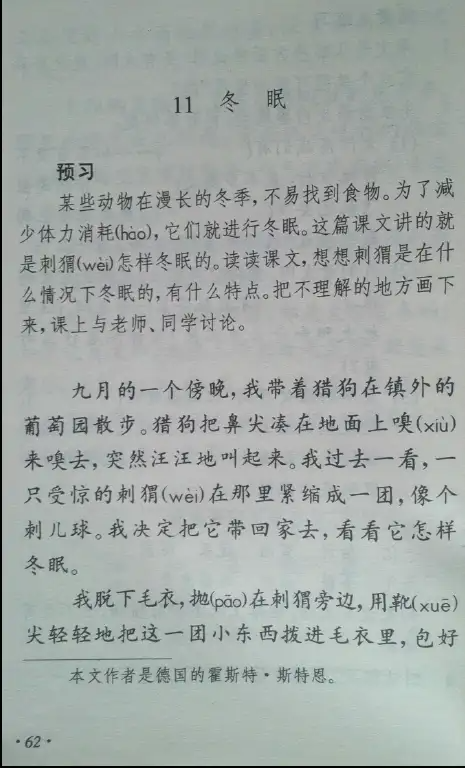 11 冬 眠
预习
某些动物在漫长的冬季,不易找到食物。为了减
少体力消耗(hào),它们就进行冬眠。这篇课文讲的就
是刺猬(wèi)怎样冬眠的。读读课文,想想刺猬是在什
么情况下冬眠的,有什么特点。把不理解的地方画下
来,课上与老师、同学讨论。
九月的一个傍晚,我带着猎狗在镇外的
葡萄园散步。猎狗把鼻尖凑在地面上嗅(xiù)
来嗅去,突然汪汪地叫起来。我过去一看,一
只受惊的刺猬(wèi)在那里紧缩成一团,像个
刺儿球。我决定把它带回家去,看看它怎样
冬眠。
我脱下毛衣,抛(pāo)在刺猬旁边,用靴(xuē)
尖轻轻地把这一团小东西拨进毛衣里,包好
本文作者是德国的霍斯特·斯特恩。
·62·